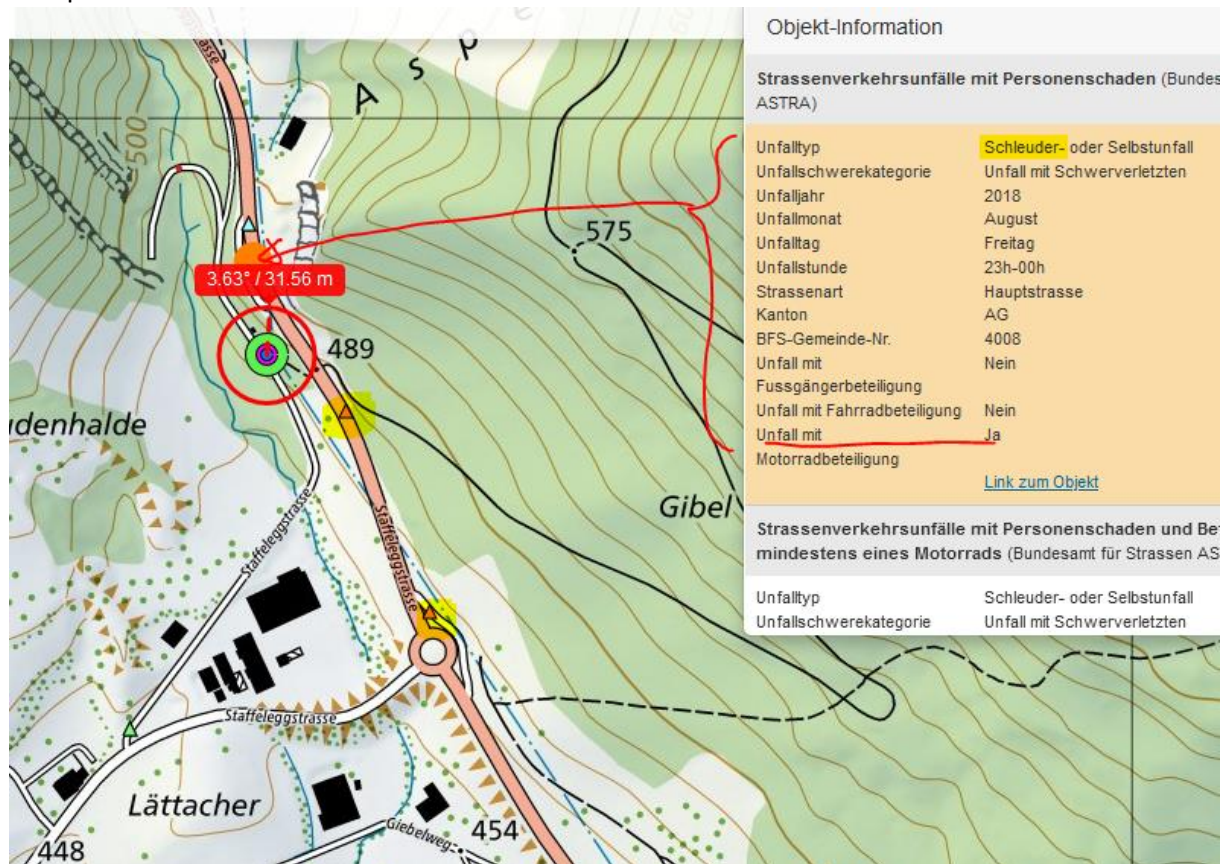 Objekt-Information
Strassenverkehrsunfälle mit Personenschaden (Bundes
ASTRA)
Unfalltyp Schleuder- oder Selbstunfall
Unfallschwerekategorie Unfall mit Schwerverletzten
Unfalljahr 2018
Unfallmonat August
Unfalltag Freitag
Unfallstunde 23h-00h
Strassenart Hauptstrasse
Kanton AG
BFS-Gemeinde-Nr. 4008
Unfall mit Nein
Fussgängerbeteiligung
Unfall mit Fahrradbeteiligung Nein
Unfall mit Ja
Motorradbeteiligung
Link zum Objekt
Strassenverkehrsunfälle mit Personenschaden und Be
mindestens eines Motorrads (Bundesamt für Strassen AS
Unfalltyp Schleuder- oder Selbstunfall
Unfallschwerekategorie Unfall mit Schwerverletzten
A s p e
500
575
3.63° / 31.56 m
489
udenhalde
Gibel
Staffeleggstrasse
Staffeleggstrasse
Staffeleggstrasse
Lättacher
Giebelweg
454
448